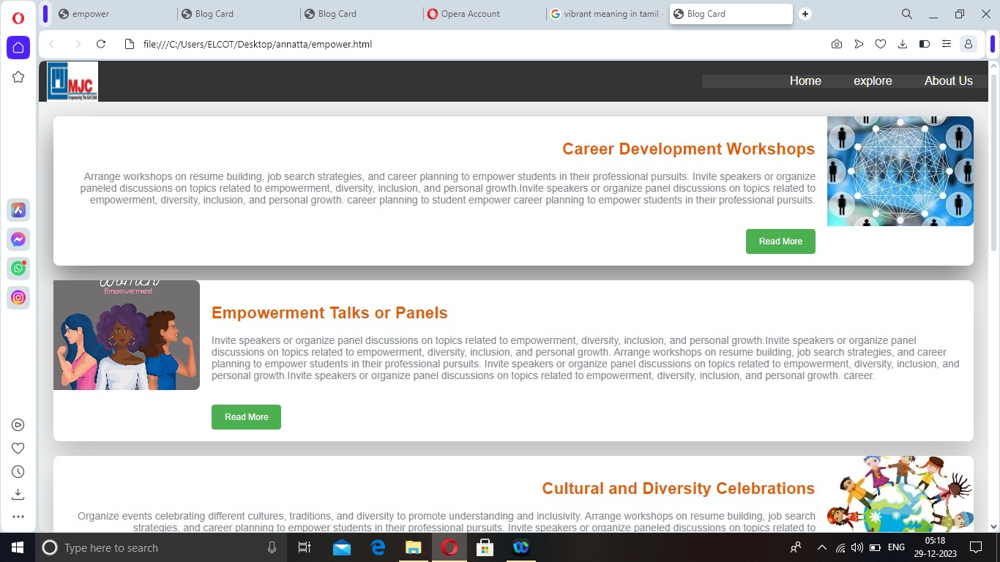 empower
Blog Card
Blog Card
Opera Account
vibrant meaning in tamil -
Blog Card
file:///C:/Users/ELCOT/Desktop/annatta/empower.html
MJC
Empowering The Girl Child
Home
explore
About Us
Career Development Workshops
Arrange workshops on resume building, job search strategies, and career planning to empower students in their professional pursuits. Invite speakers or organize
paneled discussions on topics related to empowerment, diversity, inclusion, and personal growth.Invite speakers or organize panel discussions on topics related to
empowerment, diversity, inclusion, and personal growth. career planning to student empower career planning to empower students in their professional pursuits.
Read More
Women
Empowerment
Empowerment Talks or Panels
Invite speakers or organize panel discussions on topics related to empowerment, diversity, inclusion, and personal growth.Invite speakers or organize panel
discussions on topics related to empowerment, diversity, inclusion, and personal growth. Arrange workshops on resume building, job search strategies, and career
planning to empower students in their professional pursuits. Invite speakers or organize panel discussions on topics related to empowerment, diversity, inclusion, and
personal growth.Invite speakers or organize panel discussions on topics related to empowerment, diversity, inclusion, and personal growth. career.
Read More
Cultural and Diversity Celebrations
Organize events celebrating different cultures, traditions, and diversity to promote understanding and inclusivity. Arrange workshops on resume building, job search
strategies, and career planning to empower students in their professional pursuits. Invite speakers or organize paneled discussions on topics related to
Type here to search
ENG
05:18
29-12-2023